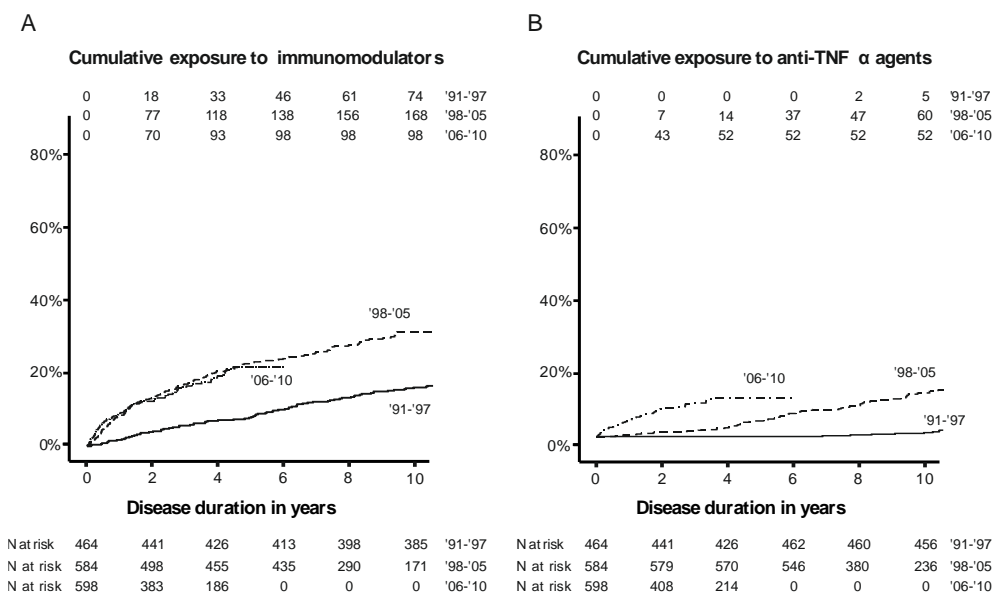 A
Cumulative exposure to immunomodulators
0 18 33 46 61 74 '91-'97
0 77 118 138 156 168 '98-'05
0 70 93 98 98 98 '06-'10
80%
60%
40%
20%
0%
'98-'05
'06-'10
'91-'97
0 2 4 6 8 10
Disease duration in years
N at risk 464 441 426 413 398 385 '91-'97
N at risk 584 498 455 435 290 171 '98-'05
N at risk 598 383 186 0 0 0 '06-'10
B
Cumulative exposure to anti-TNF α agents
0 0 0 0 2 5 '91-'97
0 7 14 37 47 60 '98-'05
0 43 52 52 52 52 '06-'10
80%
60%
40%
20%
0%
'06-'10
'98-'05
'91-'97
0 2 4 6 8 10
Disease duration in years
N at risk 464 441 426 462 460 456 '91-'97
N at risk 584 579 570 546 380 236 '98-'05
N at risk 598 408 214 0 0 0 '06-'10